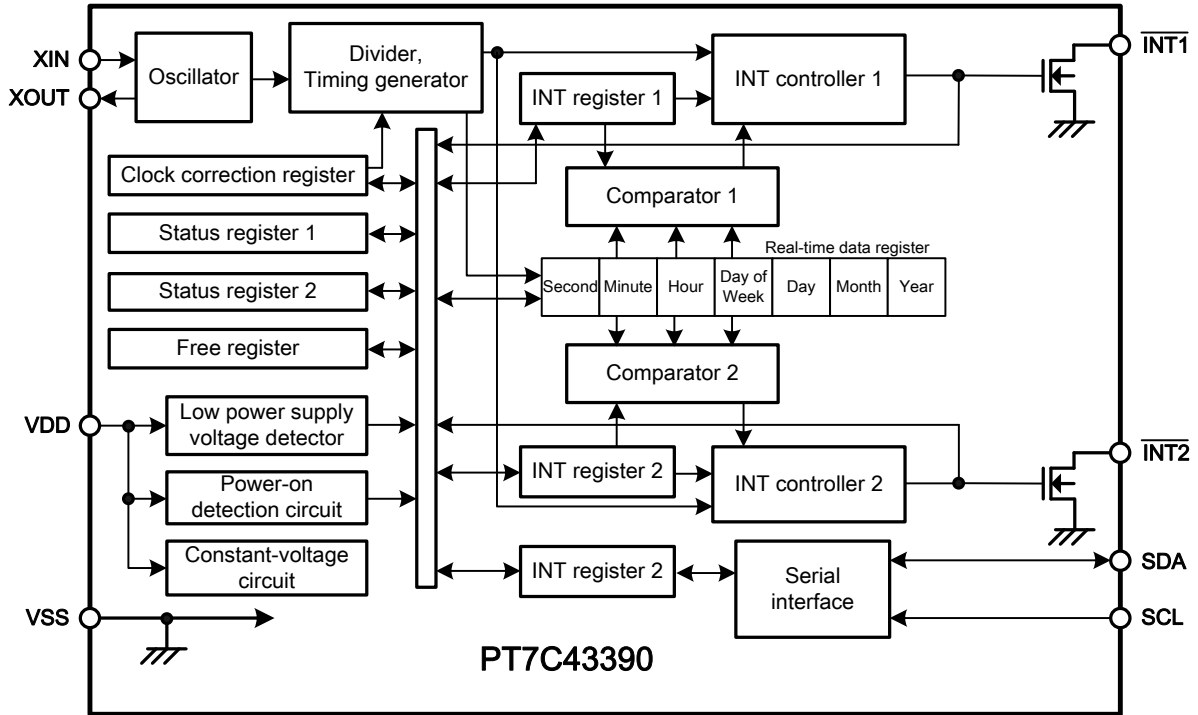 XIN
XOUT
Oscillator
Divider,
Timing generator
INT register 1
INT controller 1
INT1
Clock correction register
Comparator 1
Status register 1
Real-time data register
Second Minute Hour Day of Week Day Month Year
Status register 2
Free register
Comparator 2
VDD
Low power supply
voltage detector
INT register 2
INT controller 2
INT2
Power-on
detection circuit
Constant-voltage
circuit
INT register 2
Serial
interface
SDA
SCL
VSS
PT7C43390